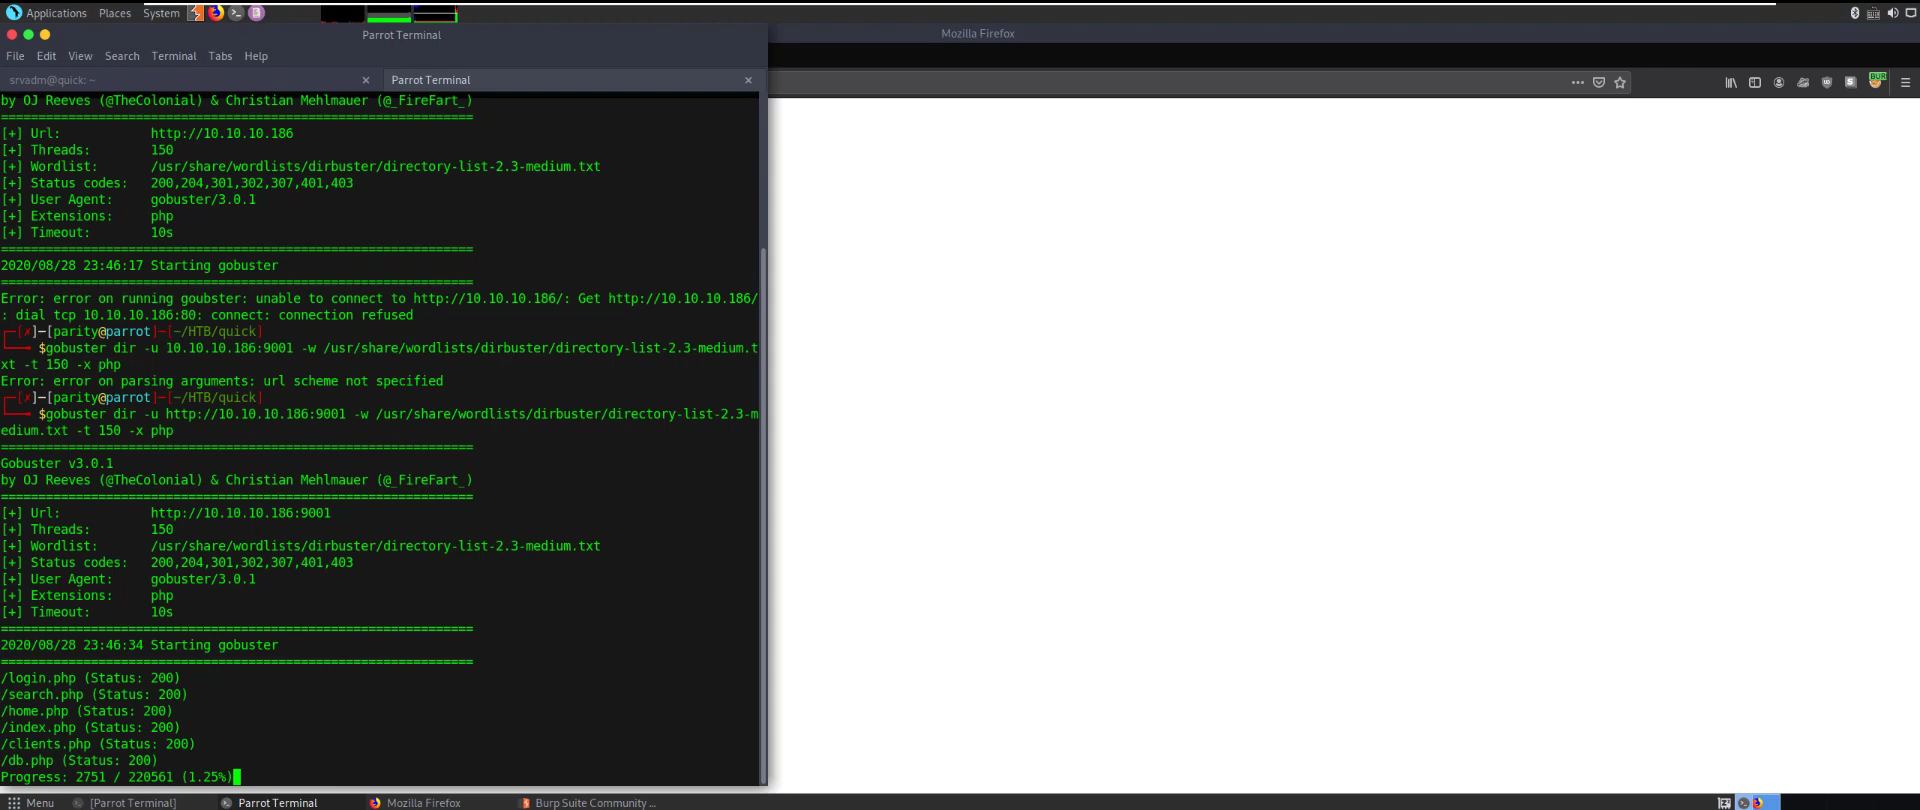 Applications Places System
Mozilla Firefox
Parrot Terminal
File Edit View Search Terminal Tabs Help
srvadm@quick: ~
Parrot Terminal
BUR
by OJ Reeves (@TheColonial) & Christian Mehlmauer (@_FireFart_)
===============================================================
[+] Url:            http://10.10.10.186
[+] Threads:        150
[+] Wordlist:       /usr/share/wordlists/dirbuster/directory-list-2.3-medium.txt
[+] Status codes:   200,204,301,302,307,401,403
[+] User Agent:     gobuster/3.0.1
[+] Extensions:     php
[+] Timeout:        10s
===============================================================
2020/08/28 23:46:17 Starting gobuster
===============================================================
Error: error on running goubster: unable to connect to http://10.10.10.186/: Get http://10.10.10.186/
: dial tcp 10.10.10.186:80: connect: connection refused
┌─[✗]─[parity@parrot]─[~/HTB/quick]
└──╼ $gobuster dir -u 10.10.10.186:9001 -w /usr/share/wordlists/dirbuster/directory-list-2.3-medium.t
xt -t 150 -x php
Error: error on parsing arguments: url scheme not specified
┌─[✗]─[parity@parrot]─[~/HTB/quick]
└──╼ $gobuster dir -u http://10.10.10.186:9001 -w /usr/share/wordlists/dirbuster/directory-list-2.3-m
edium.txt -t 150 -x php
===============================================================
Gobuster v3.0.1
by OJ Reeves (@TheColonial) & Christian Mehlmauer (@_FireFart_)
===============================================================
[+] Url:            http://10.10.10.186:9001
[+] Threads:        150
[+] Wordlist:       /usr/share/wordlists/dirbuster/directory-list-2.3-medium.txt
[+] Status codes:   200,204,301,302,307,401,403
[+] User Agent:     gobuster/3.0.1
[+] Extensions:     php
[+] Timeout:        10s
===============================================================
2020/08/28 23:46:34 Starting gobuster
===============================================================
/login.php (Status: 200)
/search.php (Status: 200)
/home.php (Status: 200)
/index.php (Status: 200)
/clients.php (Status: 200)
/db.php (Status: 200)
Progress: 2751 / 220561 (1.25%)
Menu [Parrot Terminal] Parrot Terminal Mozilla Firefox Burp Suite Community ...